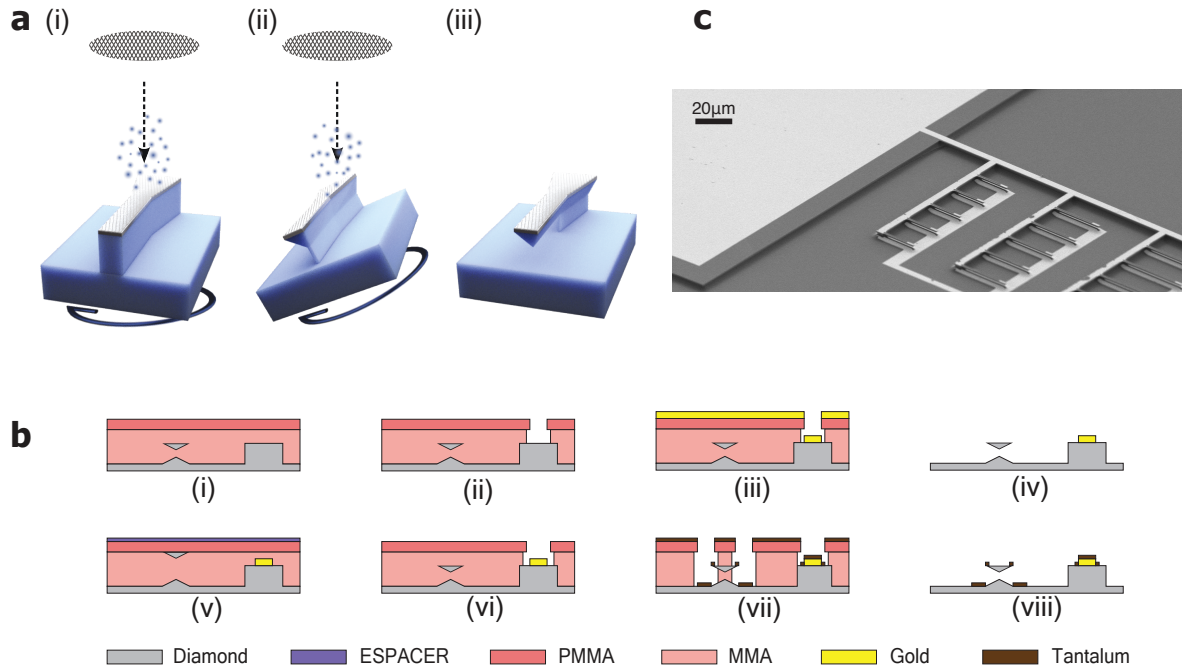 a (i) (ii) (iii)
c
20μm
b
(i) (ii) (iii) (iv)
(v) (vi) (vii) (viii)
Diamond ESPACER PMMA MMA Gold Tantalum